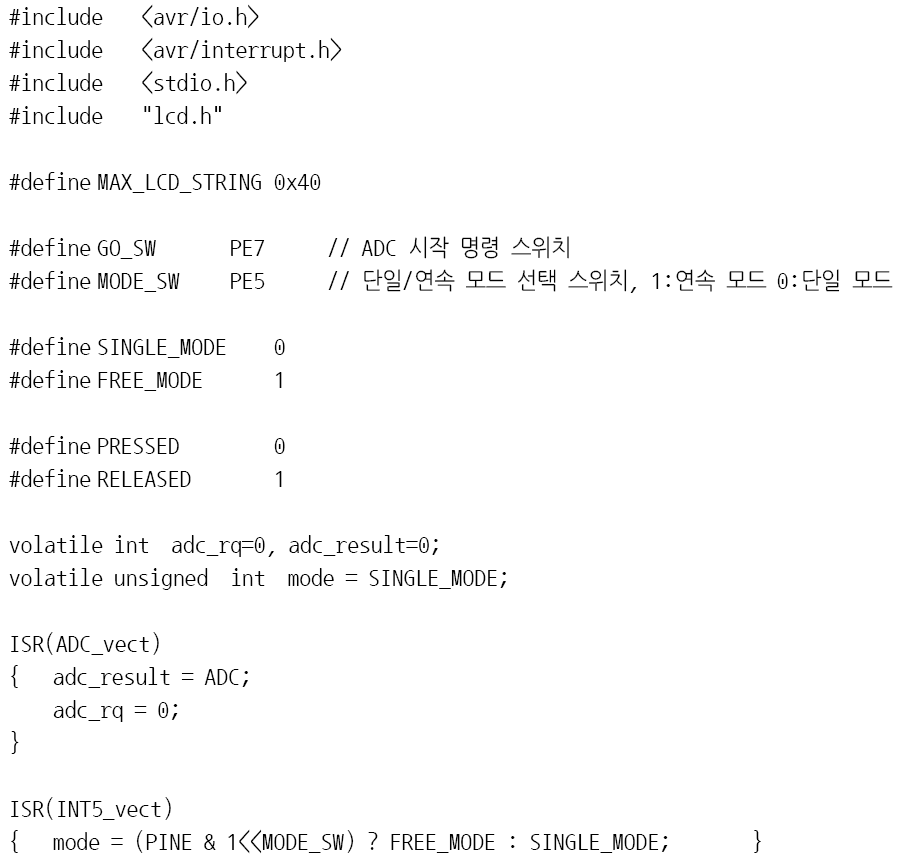 #include <avr/io.h>
#include <avr/interrupt.h>
#include <stdio.h>
#include "lcd.h"
#define MAX_LCD_STRING 0x40
#define GO_SW PE7 // ADC 시작 명령 스위치
#define MODE_SW PE5 // 단일/연속 모드 선택 스위치, 1:연속 모드 0:단일 모드
#define SINGLE_MODE 0
#define FREE_MODE 1
#define PRESSED 0
#define RELEASED 1
volatile int adc_rq=0, adc_result=0;
volatile unsigned int mode = SINGLE_MODE;
ISR(ADC_vect)
{ adc_result = ADC;
adc_rq = 0;
}
ISR(INT5_vect)
{ mode = (PINE & 1<<MODE_SW) ? FREE_MODE : SINGLE_MODE; }